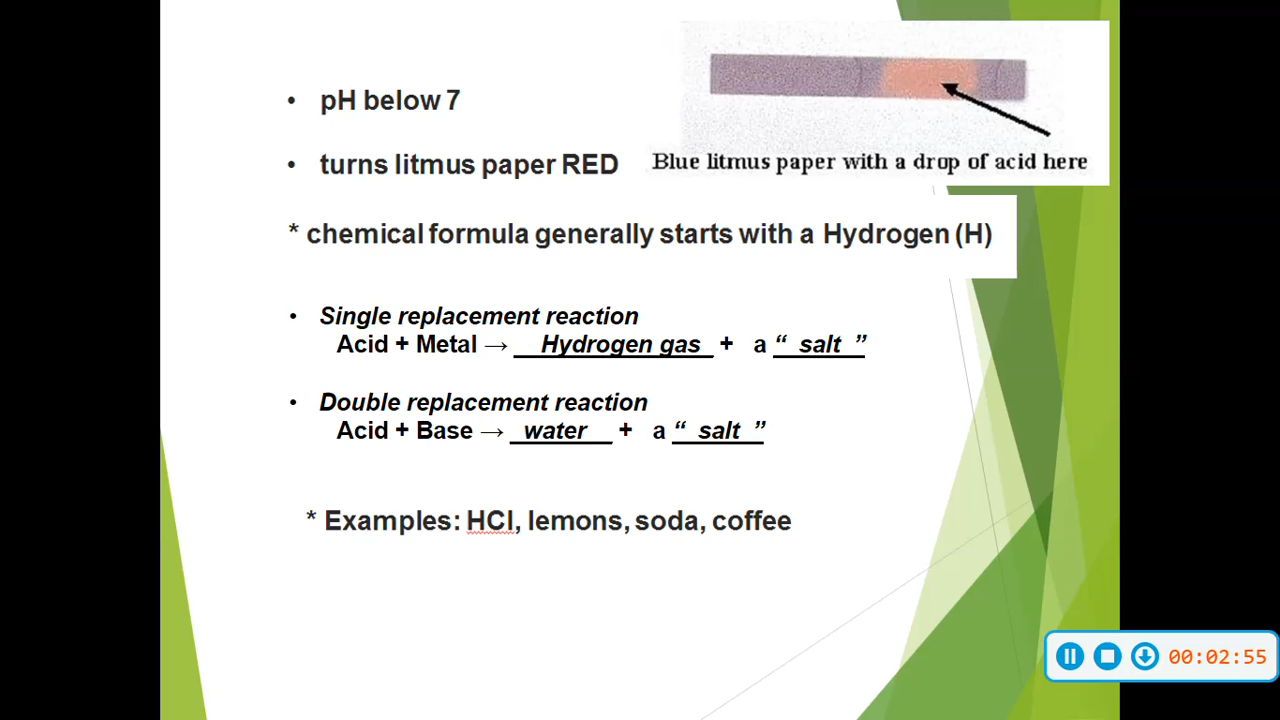 • pH below 7
• turns litmus paper RED
Blue litmus paper with a drop of acid here
* chemical formula generally starts with a Hydrogen (H)
• Single replacement reaction
Acid + Metal → Hydrogen gas + a “ salt ”
• Double replacement reaction
Acid + Base → water + a “ salt ”
* Examples: HCl, lemons, soda, coffee
00:02:55